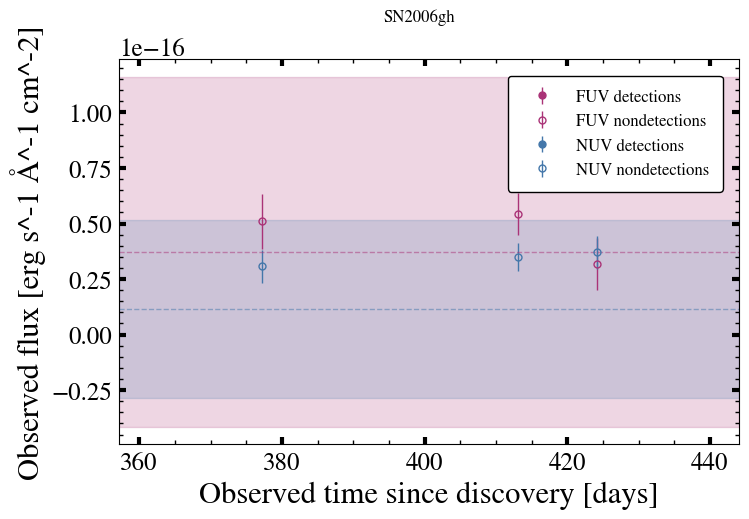 SN2006gh
1e−16
Observed flux [erg s^-1 Å^-1 cm^-2]
1.00
0.75
0.50
0.25
0.00
−0.25
FUV detections
FUV nondetections
NUV detections
NUV nondetections
360 380 400 420 440
Observed time since discovery [days]